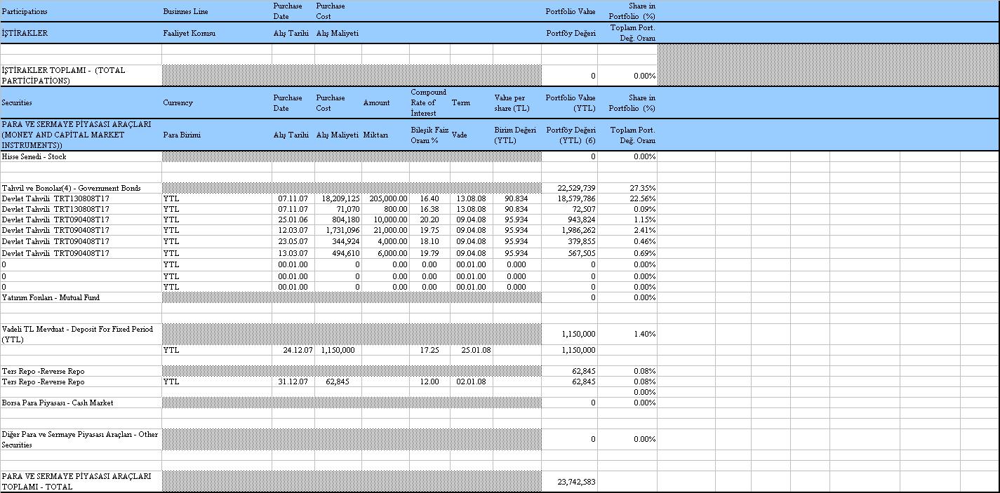 Participations Businnes Line Purchase Date Purchase Cost Portfolio Value Share in Portfolio (%)
İŞTİRAKLER Faaliyet Konusu Alış Tarihi Alış Maliyeti Portföy Değeri Toplam Port. Değ. Oranı
İŞTİRAKLER TOPLAMI - (TOTAL PARTİCİPATİONS) 0 0.00%
Securities Currency Purchase Date Purchase Cost Amount Compound Rate of İnterest Term Value per share (TL) Portfolio Value (YTL) Share in Portfolio (%)
PARA VE SERMAYE PİYASASI ARAÇLARI (MONEY AND CAPİTAL MARKET INSTRUMENTS)) Para Birimi Alış Tarihi Alış Maliyeti Miktarı Bileşik Faiz Oranı % Vade Birim Değeri (YTL) Portföy Değeri (YTL) (6) Toplam Port. Değ. Oranı
Hisse Senedi - Stock 0 0.00%
Tahvil ve Bonolar(4) - Government Bonds 22,529,739 27.35%
Devlet Tahvili TRT130808T17 YTL 07.11.07 18,209,125 205,000.00 16.40 13.08.08 90.834 18,579,786 22.56%
Devlet Tahvili TRT130808T17 YTL 07.11.07 71,070 800.00 16.38 13.08.08 90.834 72,507 0.09%
Devlet Tahvili TRT090408T17 YTL 25.01.06 804,180 10,000.00 20.20 09.04.08 95.934 943,824 1.15%
Devlet Tahvili TRT090408T17 YTL 12.03.07 1,731,096 21,000.00 19.75 09.04.08 95.934 1,986,262 2.41%
Devlet Tahvili TRT090408T17 YTL 23.05.07 344,924 4,000.00 18.10 09.04.08 95.934 379,855 0.46%
Devlet Tahvili TRT090408T17 YTL 13.03.07 494,610 6,000.00 19.79 09.04.08 95.934 567,505 0.69%
0 YTL 00.01.00 0 0.00 0.00 00.01.00 0.000 0 0.00%
0 YTL 00.01.00 0 0.00 0.00 00.01.00 0.000 0 0.00%
0 YTL 00.01.00 0 0.00 0.00 00.01.00 0.000 0 0.00%
Yatırım Fonları - Mutual Fund 0 0.00%
Vadeli TL Mevduat - Deposit For Fixed Period (YTL) 1,150,000 1.40%
YTL 24.12.07 1,150,000 17.25 25.01.08 1,150,000
Ters Repo -Reverse Repo 62,845 0.08%
Ters Repo -Reverse Repo YTL 31.12.07 62,845 12.00 02.01.08 62,845 0.08%
0.00%
Borsa Para Piyasası - Cash Market 0 0.00%
Diğer Para ve Sermaye Piyasası Araçları - Other Securities 0 0.00%
PARA VE SERMAYE PİYASASI ARAÇLARI TOPLAMI - TOTAL 23,742,583